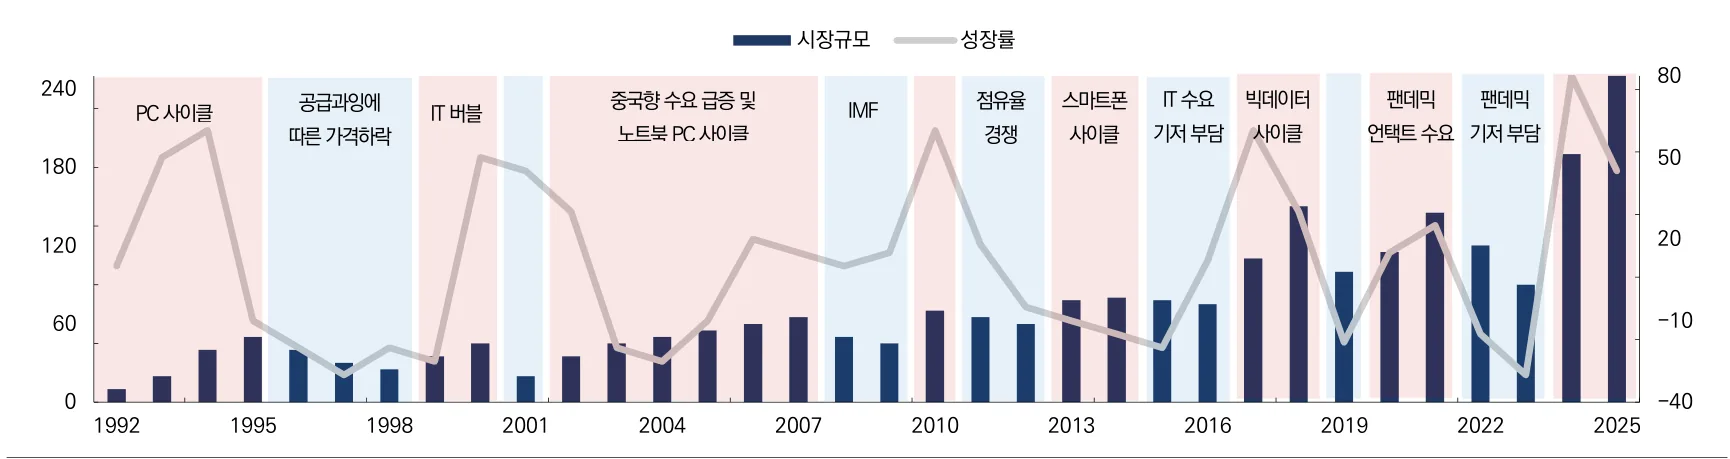 시장규모 성장률
240
180
120
60
0
80
50
20
-10
-40
PC 사이클
공급과잉에
따른 가격하락
IT 버블
중국향 수요 급증 및
노트북 PC 사이클
IMF
점유율
경쟁
스마트폰
사이클
IT 수요
기저 부담
빅데이터
사이클
팬데믹
언택트 수요
팬데믹
기저 부담
1992 1995 1998 2001 2004 2007 2010 2013 2016 2019 2022 2025